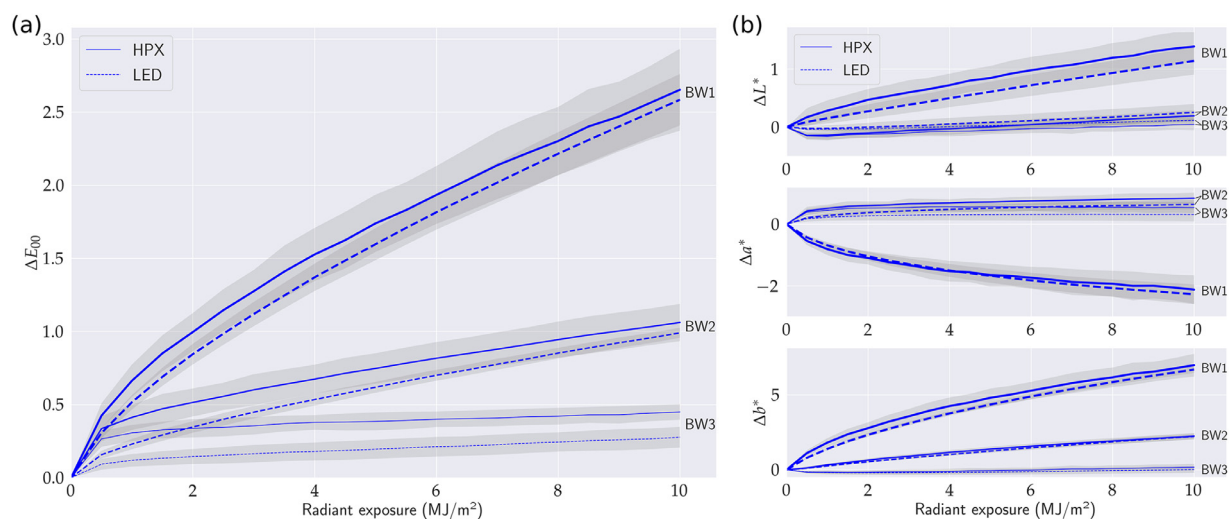 (a)
3.0
2.5
2.0
1.5
1.0
0.5
0.0
ΔE₀₀
HPX
LED
BW1
BW2
BW3
0 2 4 6 8 10
Radiant exposure (MJ/m²)
(b)
1
0
ΔL*
HPX
LED
BW1
BW2
BW3
0 2 4 6 8 10
0
−2
Δa*
BW2
BW3
BW1
0 2 4 6 8 10
5
0
Δb*
BW1
BW2
BW3
0 2 4 6 8 10
Radiant exposure (MJ/m²)